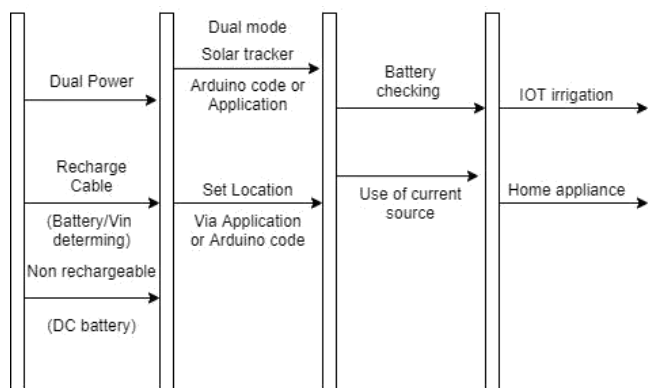 Dual Power
Recharge
Cable
(Battery/Vin
determing)
Non rechargeable
(DC battery)
Dual mode
Solar tracker
Arduino code or
Application
Set Location
Via Application
or Arduino code
Battery
checking
Use of current
source
IOT irrigation
Home appliance